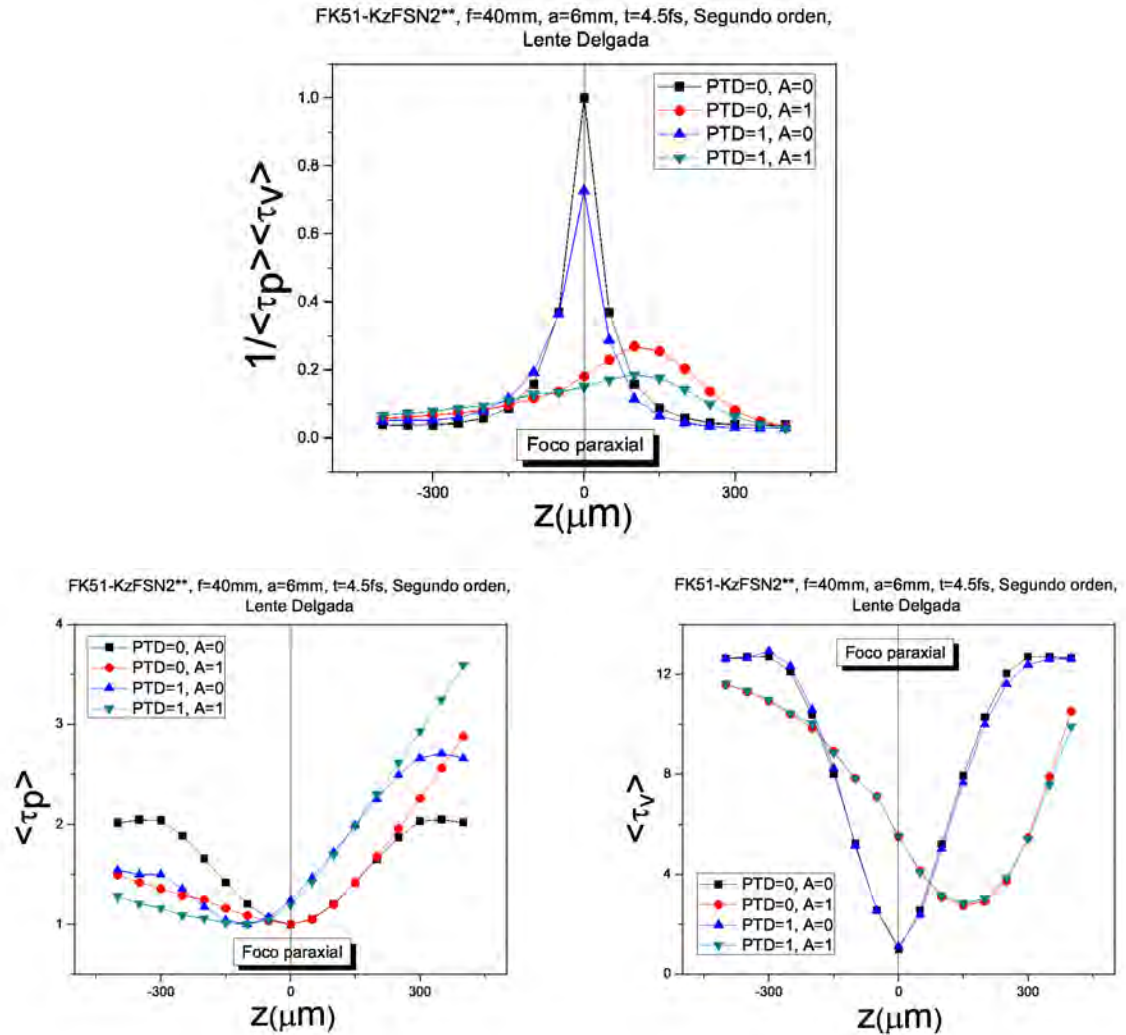 FK51-KzFSN2**, f=40mm, a=6mm, t=4.5fs, Segundo orden,
Lente Delgada
1/<τp><τv>
1.0
0.8
0.6
0.4
0.2
0.0
PTD=0, A=0
PTD=0, A=1
PTD=1, A=0
PTD=1, A=1
Foco paraxial
-300
0
300
z(μm)
FK51-KzFSN2**, f=40mm, a=6mm, t=4.5fs, Segundo orden,
Lente Delgada
<τp>
4
3
2
1
PTD=0, A=0
PTD=0, A=1
PTD=1, A=0
PTD=1, A=1
Foco paraxial
-300
0
300
z(μm)
FK51-KzFSN2**, f=40mm, a=6mm, t=4.5fs, Segundo orden,
Lente Delgada
<τv>
12
9
6
3
0
Foco paraxial
PTD=0, A=0
PTD=0, A=1
PTD=1, A=0
PTD=1, A=1
-300
0
300
z(μm)